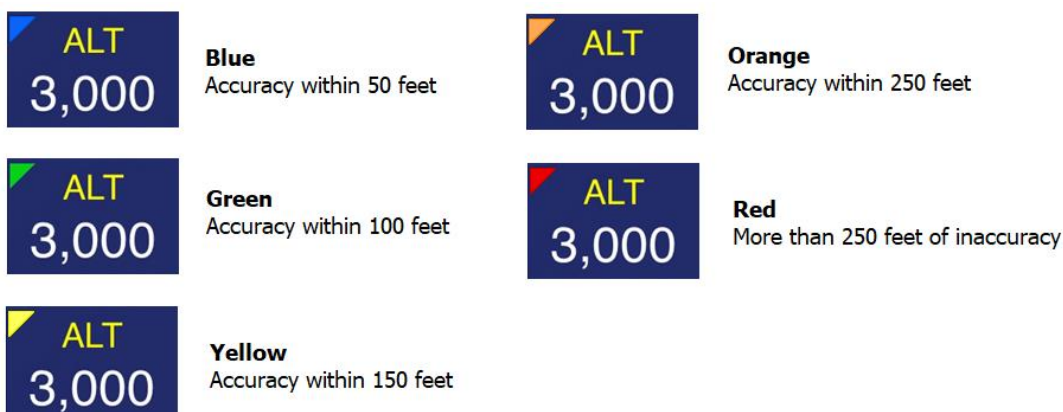 ALT
3,000
Blue
Accuracy within 50 feet
ALT
3,000
Green
Accuracy within 100 feet
ALT
3,000
Yellow
Accuracy within 150 feet
ALT
3,000
Orange
Accuracy within 250 feet
ALT
3,000
Red
More than 250 feet of inaccuracy